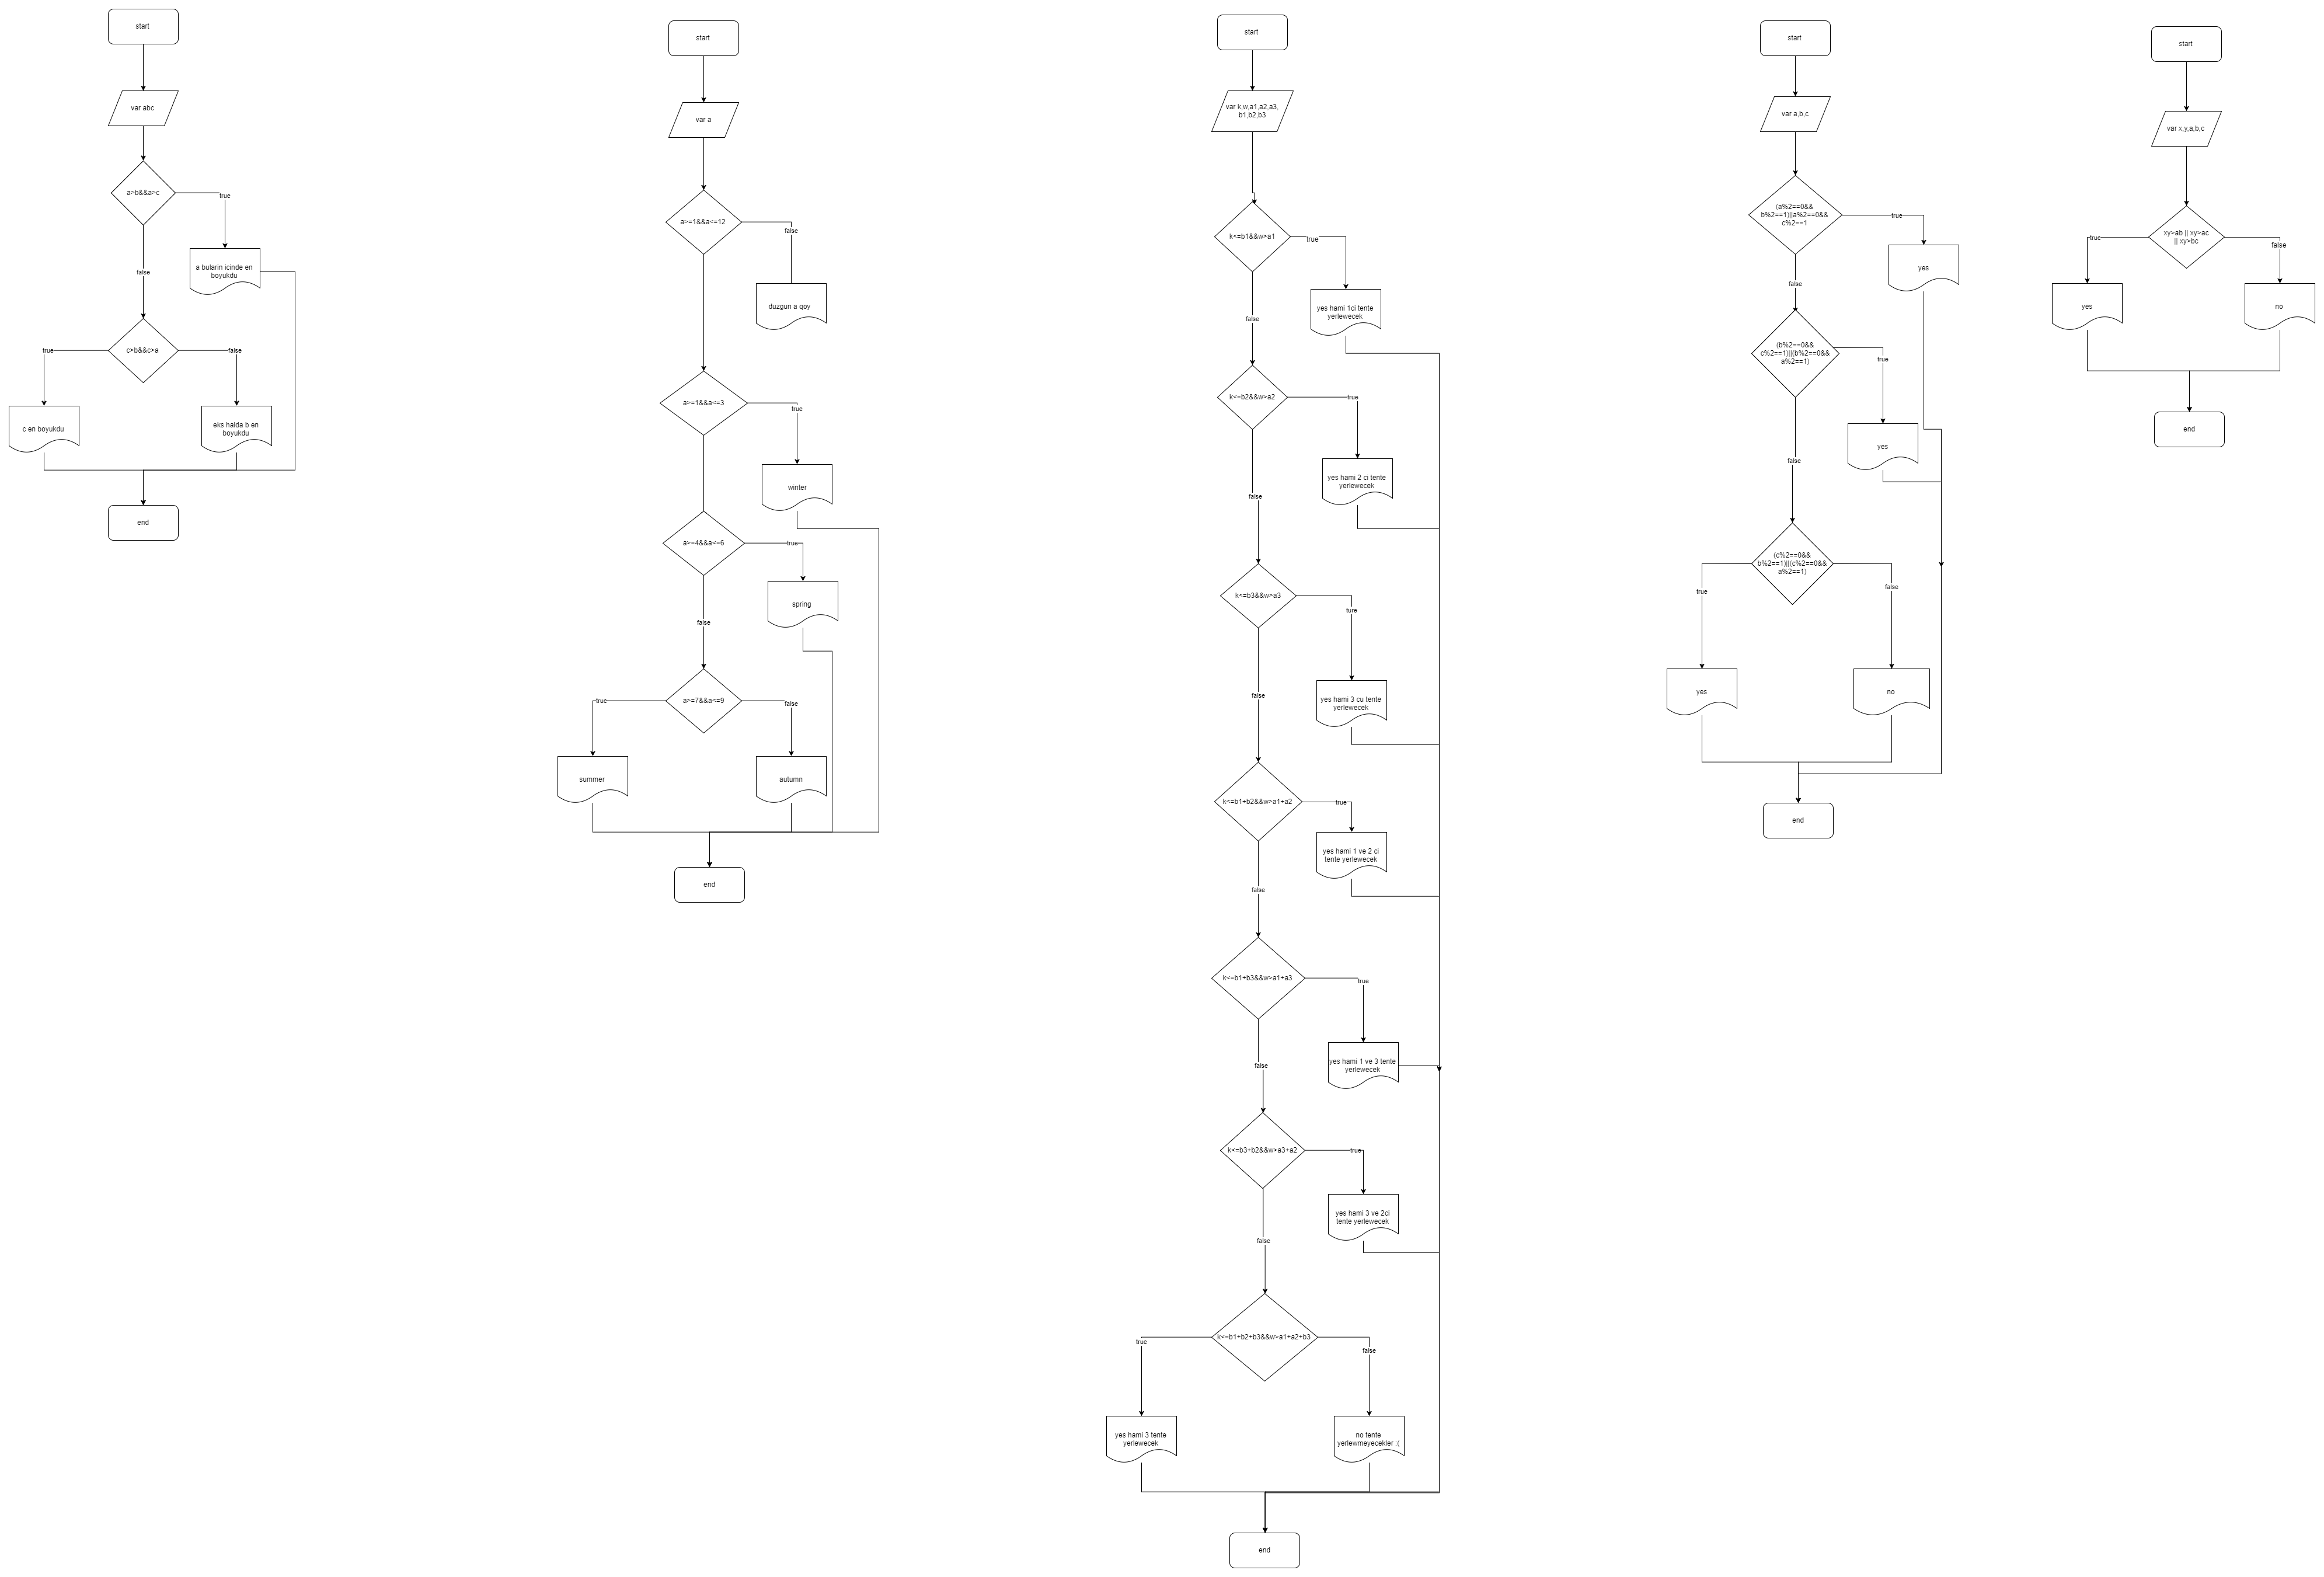 start
var abc
a>b&&a>c
true
a bularin icinde en
boyukdu
false
c>b&&c>a
true
false
c en boyukdu
eks halda b en
boyukdu
end
start
var a
a>=1&&a<=12
false
duzgun a qoy
a>=1&&a<=3
true
winter
a>=4&&a<=6
true
spring
false
a>=7&&a<=9
true
false
summer
autumn
end
start
var k,w,a1,a2,a3,
b1,b2,b3
k<=b1&&w>a1
true
yes hami 1ci tente
yerlewecek
false
k<=b2&&w>a2
true
yes hami 2 ci tente
yerlewecek
false
k<=b3&&w>a3
ture
yes hami 3 cu tente
yerlewecek
false
k<=b1+b2&&w>a1+a2
true
yes hami 1 ve 2 ci
tente yerlewecek
false
k<=b1+b3&&w>a1+a3
true
yes hami 1 ve 3 tente
yerlewecek
false
k<=b3+b2&&w>a3+a2
true
yes hami 3 ve 2ci
tente yerlewecek
false
k<=b1+b2+b3&&w>a1+a2+b3
true
false
yes hami 3 tente
yerlewecek
no tente
yerlewmeyecekler :(
end
start
var a,b,c
(a%2==0&&
b%2==1)||a%2==0&&
c%2==1
true
yes
false
(b%2==0&&
c%2==1)||(b%2==0&&
a%2==1)
true
yes
false
(c%2==0&&
b%2==1)||(c%2==0&&
a%2==1)
true
false
yes
no
end
start
var x,y,a,b,c
xy>ab || xy>ac
|| xy>bc
true
false
yes
no
end